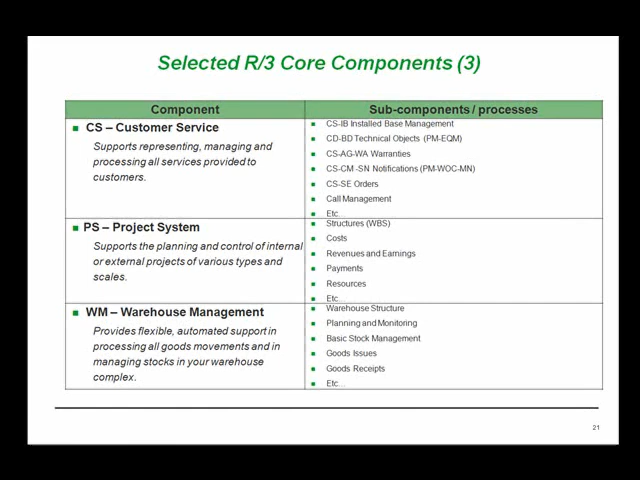 Selected R/3 Core Components (3)
Component
Sub-components / processes
CS – Customer Service
Supports representing, managing and
processing all services provided to
customers.
CS-IB Installed Base Management
CD-BD Technical Objects (PM-EQM)
CS-AG-WA Warranties
CS-CM -SN Notifications (PM-WOC-MN)
CS-SE Orders
Call Management
Etc…
PS – Project System
Supports the planning and control of internal
or external projects of various types and
scales.
Structures (WBS)
Costs
Revenues and Earnings
Payments
Resources
Etc…
WM – Warehouse Management
Provides flexible, automated support in
processing all goods movements and in
managing stocks in your warehouse
complex.
Warehouse Structure
Planning and Monitoring
Basic Stock Management
Goods Issues
Goods Receipts
Etc…
21